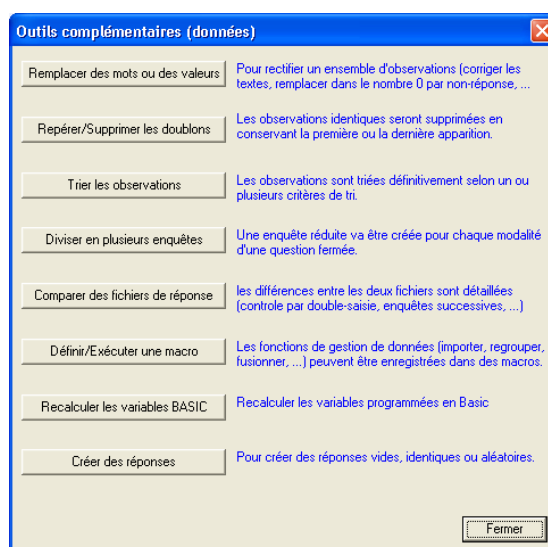 Outils complémentaires (données)
Remplacer des mots ou des valeurs
Pour rectifier un ensemble d'observations (corriger les
textes, remplacer dans le nombre 0 par non-réponse, ...
Repérer/Supprimer les doublons
Les observations identiques seront supprimées en
conservant la première ou la dernière apparition.
Trier les observations
Les observations sont triées définitivement selon un ou
plusieurs critères de tri.
Diviser en plusieurs enquêtes
Une enquête réduite va être créée pour chaque modalité
d'une question fermée.
Comparer des fichiers de réponse
les différences entre les deux fichiers sont détaillées
(controle par double-saisie, enquêtes successives, ...)
Définir/Exécuter une macro
Les fonctions de gestion de données (importer, regrouper,
fusionner, ...) peuvent être enregistrées dans des macros.
Recalculer les variables BASIC
Recalculer les variables programmées en Basic
Créer des réponses
Pour créer des réponses vides, identiques ou aléatoires.
Fermer